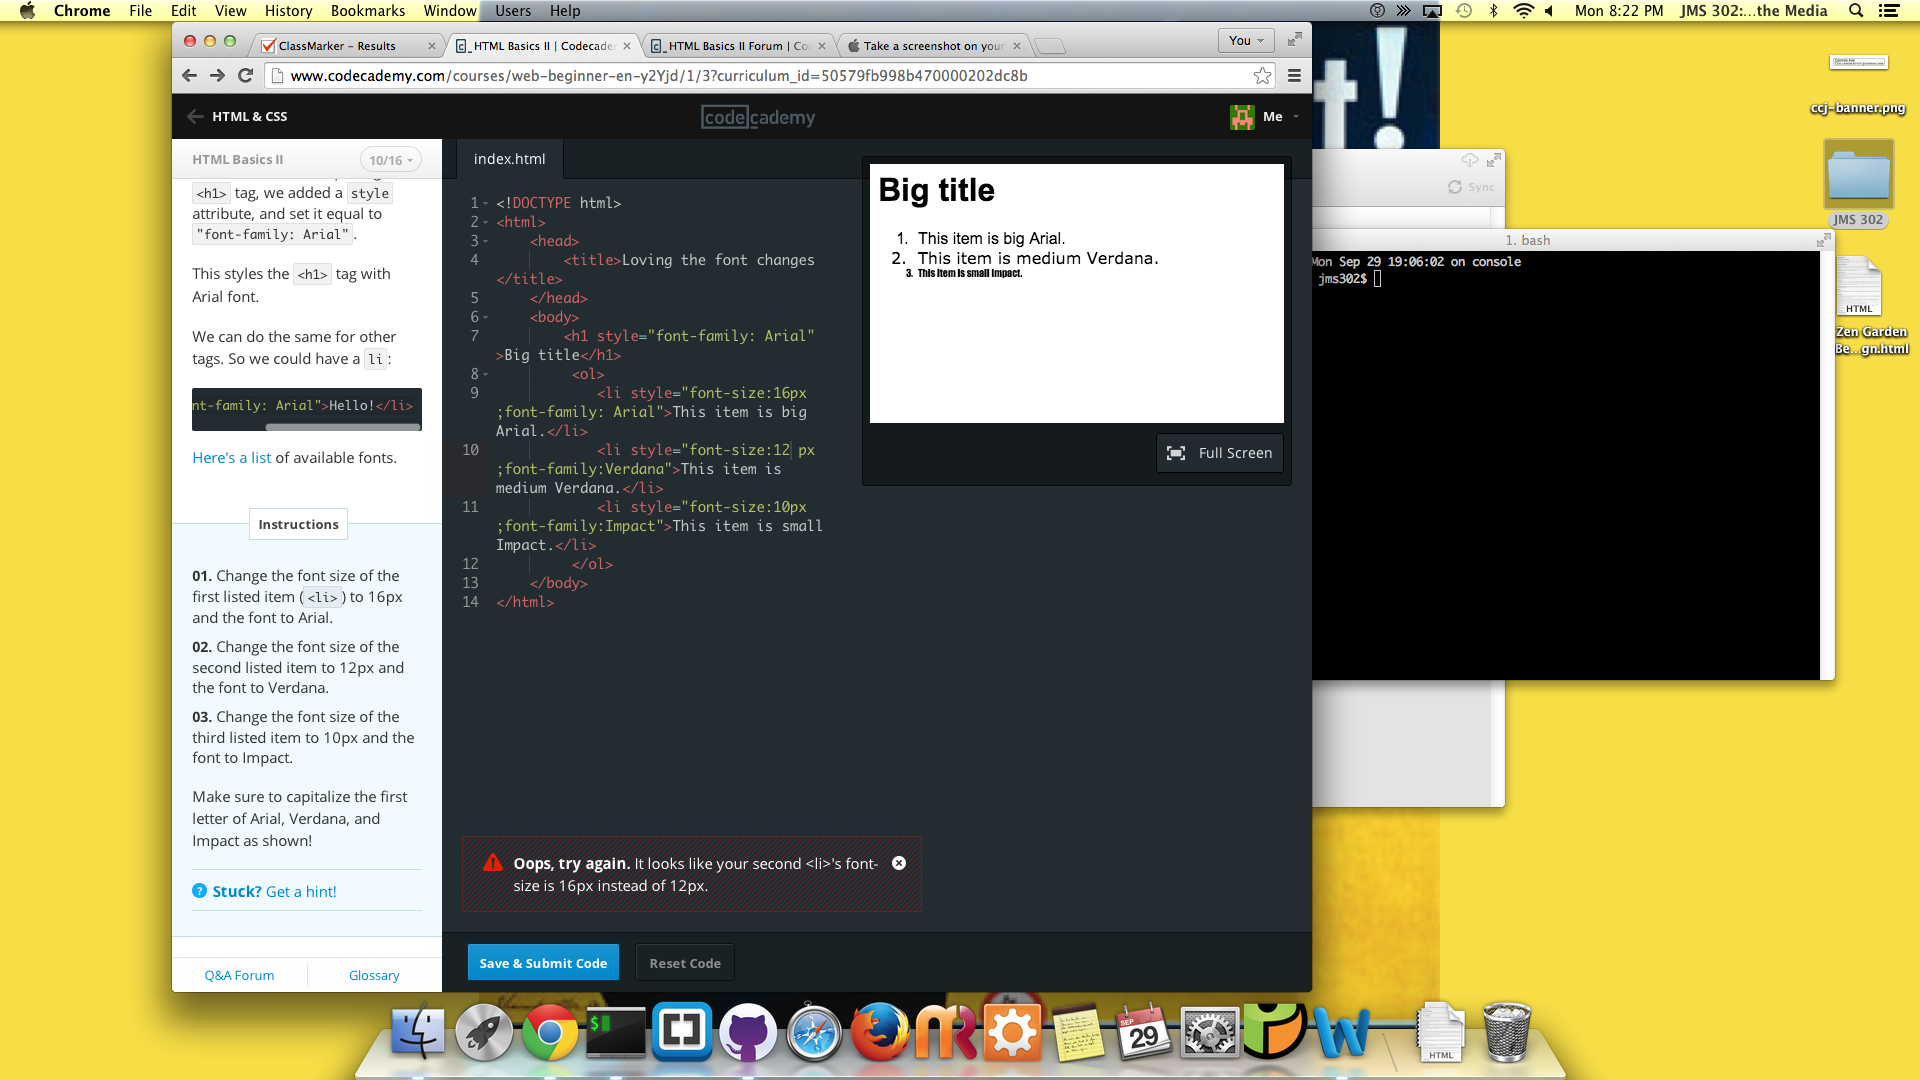 Chrome File Edit View History Bookmarks Window Users Help
Mon 8:22 PM JMS 302:...the Media
ClassMarker - Results
HTML Basics II | Codecade
HTML Basics II Forum | Co
Take a screenshot on your
You
www.codecademy.com/courses/web-beginner-en-y2Yjd/1/3?curriculum_id=50579fb998b470000202dc8b
HTML & CSS
codecademy
Me
HTML Basics II
10/16
<h1> tag, we added a style
attribute, and set it equal to
"font-family: Arial".
This styles the <h1> tag with
Arial font.
We can do the same for other
tags. So we could have a li:
nt-family: Arial">Hello!</li>
Here's a list of available fonts.
Instructions
01. Change the font size of the
first listed item (<li>) to 16px
and the font to Arial.
02. Change the font size of the
second listed item to 12px and
the font to Verdana.
03. Change the font size of the
third listed item to 10px and the
font to Impact.
Make sure to capitalize the first
letter of Arial, Verdana, and
Impact as shown!
Stuck? Get a hint!
Q&A Forum
Glossary
index.html
1 <!DOCTYPE html>
2 <html>
3 <head>
4 <title>Loving the font changes
</title>
5 </head>
6 <body>
7 <h1 style="font-family: Arial"
>Big title</h1>
8 <ol>
9 <li style="font-size:16px
;font-family: Arial">This item is big
Arial.</li>
10 <li style="font-size:12 px
;font-family:Verdana">This item is
medium Verdana.</li>
11 <li style="font-size:10px
;font-family:Impact">This item is small
Impact.</li>
12 </ol>
13 </body>
14 </html>
Big title
1. This item is big Arial.
2. This item is medium Verdana.
3. This item is small Impact.
Full Screen
Oops, try again. It looks like your second <li>'s font-
size is 16px instead of 12px.
Save & Submit Code
Reset Code
t!
Sync
1. bash
Mon Sep 29 19:06:02 on console
jms302$
ccj-banner.png
JMS 302
HTML
Zen Garden
Be...gn.html
$
SEP
29
HTML